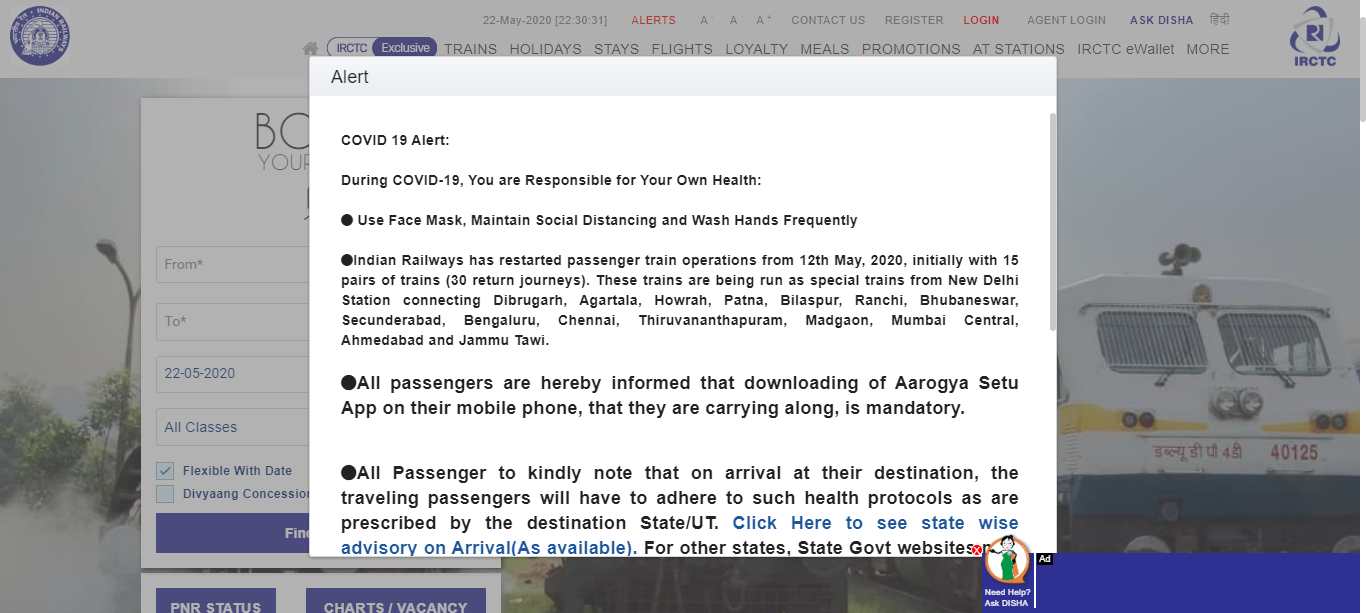 22-May-2020 [22:30:31] ALERTS A- A A+ CONTACT US REGISTER LOGIN AGENT LOGIN ASK DISHA हिंदी
IRCTC Exclusive TRAINS HOLIDAYS STAYS FLIGHTS LOYALTY MEALS PROMOTIONS AT STATIONS IRCTC eWallet MORE
IRCTC
Alert
COVID 19 Alert:
During COVID-19, You are Responsible for Your Own Health:
● Use Face Mask, Maintain Social Distancing and Wash Hands Frequently
●Indian Railways has restarted passenger train operations from 12th May, 2020, initially with 15
pairs of trains (30 return journeys). These trains are being run as special trains from New Delhi
Station connecting Dibrugarh, Agartala, Howrah, Patna, Bilaspur, Ranchi, Bhubaneswar,
Secunderabad, Bengaluru, Chennai, Thiruvananthapuram, Madgaon, Mumbai Central,
Ahmedabad and Jammu Tawi.
●All passengers are hereby informed that downloading of Aarogya Setu
App on their mobile phone, that they are carrying along, is mandatory.
●All Passenger to kindly note that on arrival at their destination, the
traveling passengers will have to adhere to such health protocols as are
prescribed by the destination State/UT. Click Here to see state wise
advisory on Arrival(As available). For other states, State Govt websites
BO
YOUR
From*
To*
22-05-2020
All Classes
Flexible With Date
Divyaang Concession
Find
PNR STATUS
CHARTS / VACANCY
डब्ल्यू डी पी 4डी 40125
Need Help?
Ask DISHA
Ad